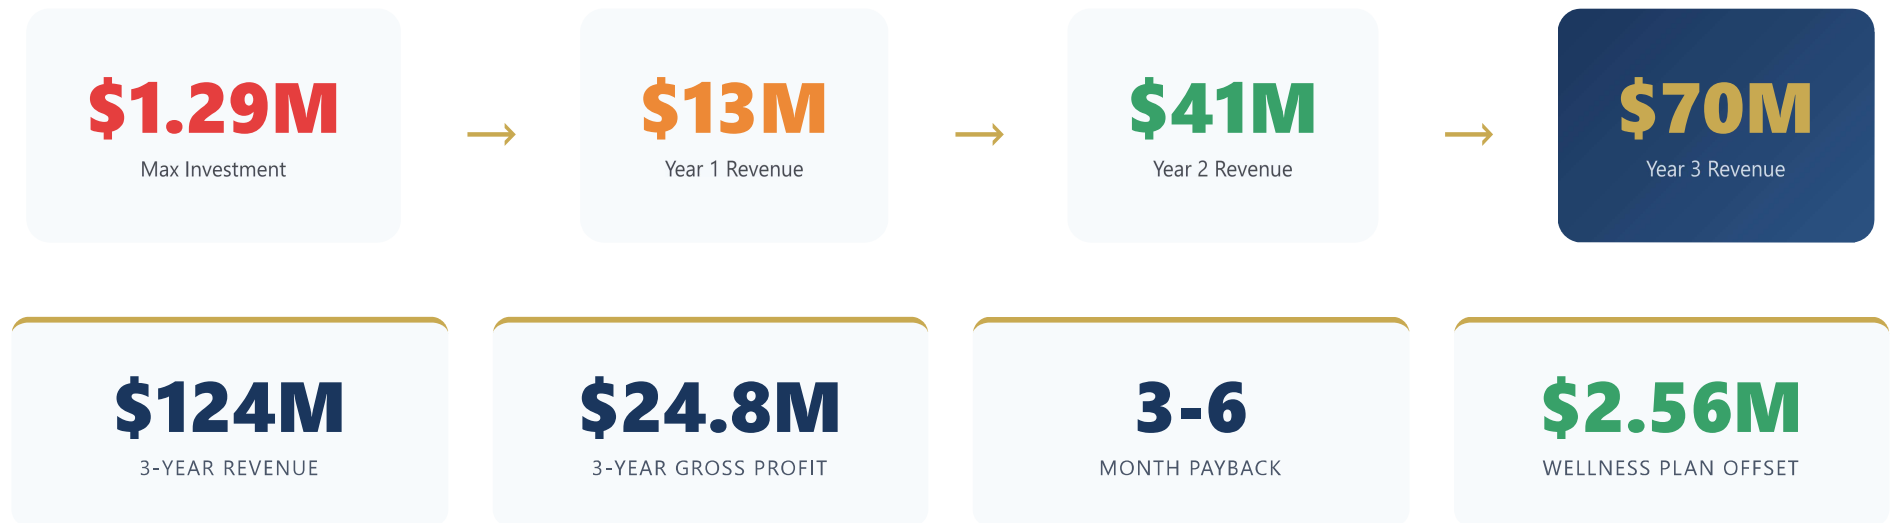 $1.29M
Max Investment
→
$13M
Year 1 Revenue
→
$41M
Year 2 Revenue
→
$70M
Year 3 Revenue
$124M
3-YEAR REVENUE
$24.8M
3-YEAR GROSS PROFIT
3-6
MONTH PAYBACK
$2.56M
WELLNESS PLAN OFFSET